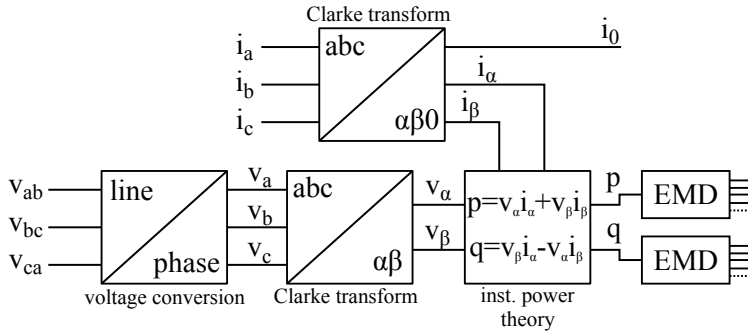 Clarke transform
i_a
i_b
i_c
abc
αβ0
i_0
i_α
i_β
v_ab
v_bc
v_ca
line
phase
voltage conversion
v_a
v_b
v_c
abc
αβ
Clarke transform
v_α
v_β
p=v_αi_α+v_βi_β
q=v_βi_α-v_αi_β
inst. power
theory
p
q
EMD
EMD